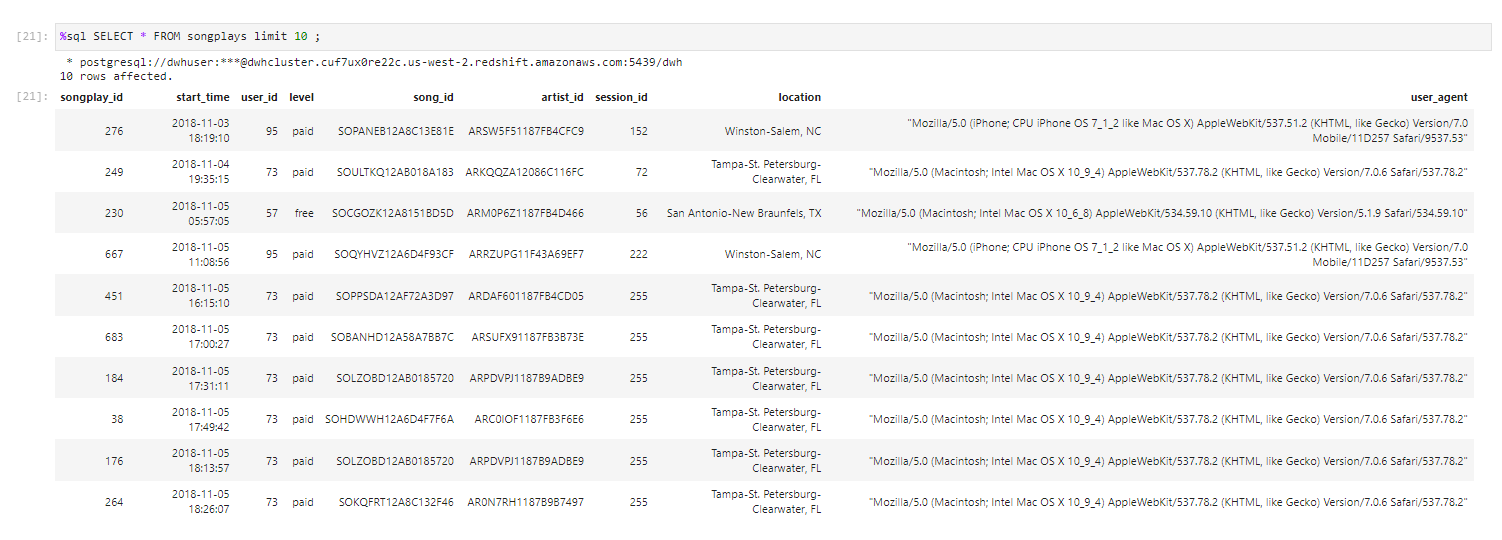 [21]: %sql SELECT * FROM songplays limit 10 ;
* postgresql://dwhuser:***@dwhcluster.cuf7ux0re22c.us-west-2.redshift.amazonaws.com:5439/dwh
10 rows affected.
[21]: songplay_id start_time user_id level song_id artist_id session_id location user_agent
276 2018-11-03 18:19:10 95 paid SOPANEB12A8C13E81E ARSW5F51187FB4CFC9 152 Winston-Salem, NC "Mozilla/5.0 (iPhone; CPU iPhone OS 7_1_2 like Mac OS X) AppleWebKit/537.51.2 (KHTML, like Gecko) Version/7.0 Mobile/11D257 Safari/9537.53"
249 2018-11-04 19:35:15 73 paid SOULTKQ12AB018A183 ARKQQZA12086C116FC 72 Tampa-St. Petersburg-Clearwater, FL "Mozilla/5.0 (Macintosh; Intel Mac OS X 10_9_4) AppleWebKit/537.78.2 (KHTML, like Gecko) Version/7.0.6 Safari/537.78.2"
230 2018-11-05 05:57:05 57 free SOCGOZK12A8151BD5D ARM0P6Z1187FB4D466 56 San Antonio-New Braunfels, TX "Mozilla/5.0 (Macintosh; Intel Mac OS X 10_6_8) AppleWebKit/534.59.10 (KHTML, like Gecko) Version/5.1.9 Safari/534.59.10"
667 2018-11-05 11:08:56 95 paid SOQYHVZ12A6D4F93CF ARRZUPG11F43A69EF7 222 Winston-Salem, NC "Mozilla/5.0 (iPhone; CPU iPhone OS 7_1_2 like Mac OS X) AppleWebKit/537.51.2 (KHTML, like Gecko) Version/7.0 Mobile/11D257 Safari/9537.53"
451 2018-11-05 16:15:10 73 paid SOPPSDA12AF72A3D97 ARDAF601187FB4CD05 255 Tampa-St. Petersburg-Clearwater, FL "Mozilla/5.0 (Macintosh; Intel Mac OS X 10_9_4) AppleWebKit/537.78.2 (KHTML, like Gecko) Version/7.0.6 Safari/537.78.2"
683 2018-11-05 17:00:27 73 paid SOBANHD12A58A7BB7C ARSUFX91187FB3B73E 255 Tampa-St. Petersburg-Clearwater, FL "Mozilla/5.0 (Macintosh; Intel Mac OS X 10_9_4) AppleWebKit/537.78.2 (KHTML, like Gecko) Version/7.0.6 Safari/537.78.2"
184 2018-11-05 17:31:11 73 paid SOLZOBD12AB0185720 ARPDVPJ1187B9ADBE9 255 Tampa-St. Petersburg-Clearwater, FL "Mozilla/5.0 (Macintosh; Intel Mac OS X 10_9_4) AppleWebKit/537.78.2 (KHTML, like Gecko) Version/7.0.6 Safari/537.78.2"
38 2018-11-05 17:49:42 73 paid SOHDWWH12A6D4F7F6A ARC0IOF1187FB3F6E6 255 Tampa-St. Petersburg-Clearwater, FL "Mozilla/5.0 (Macintosh; Intel Mac OS X 10_9_4) AppleWebKit/537.78.2 (KHTML, like Gecko) Version/7.0.6 Safari/537.78.2"
176 2018-11-05 18:13:57 73 paid SOLZOBD12AB0185720 ARPDVPJ1187B9ADBE9 255 Tampa-St. Petersburg-Clearwater, FL "Mozilla/5.0 (Macintosh; Intel Mac OS X 10_9_4) AppleWebKit/537.78.2 (KHTML, like Gecko) Version/7.0.6 Safari/537.78.2"
264 2018-11-05 18:26:07 73 paid SOKQFRT12A8C132F46 AR0N7RH1187B9B7497 255 Tampa-St. Petersburg-Clearwater, FL "Mozilla/5.0 (Macintosh; Intel Mac OS X 10_9_4) AppleWebKit/537.78.2 (KHTML, like Gecko) Version/7.0.6 Safari/537.78.2"